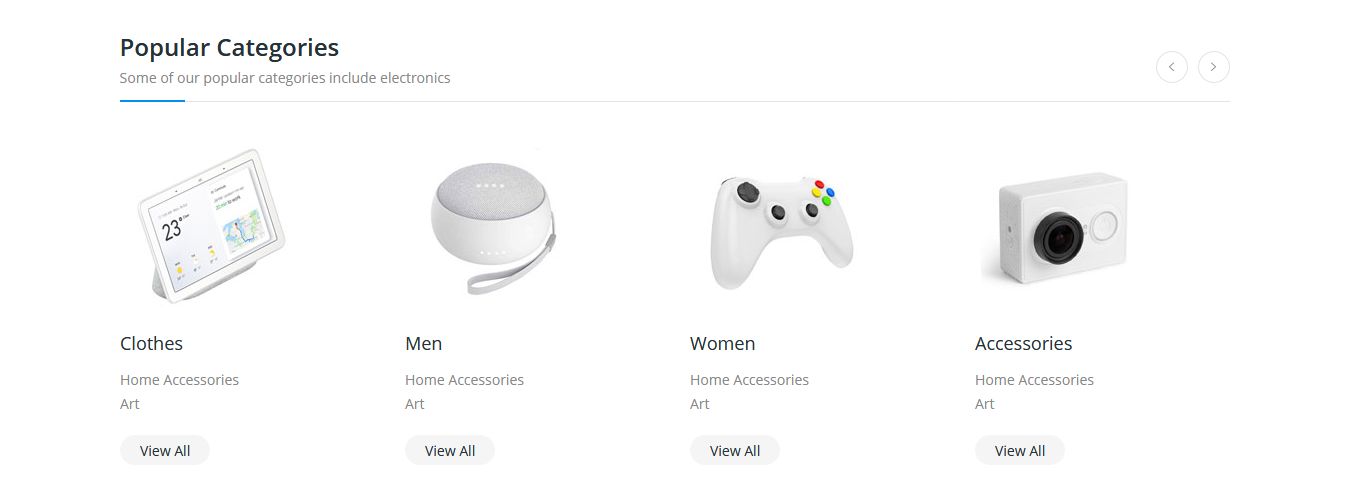 Popular Categories
Some of our popular categories include electronics
23°
Clothes
Men
Women
Accessories
Home Accessories
Home Accessories
Home Accessories
Home Accessories
Art
Art
Art
Art
View All
View All
View All
View All